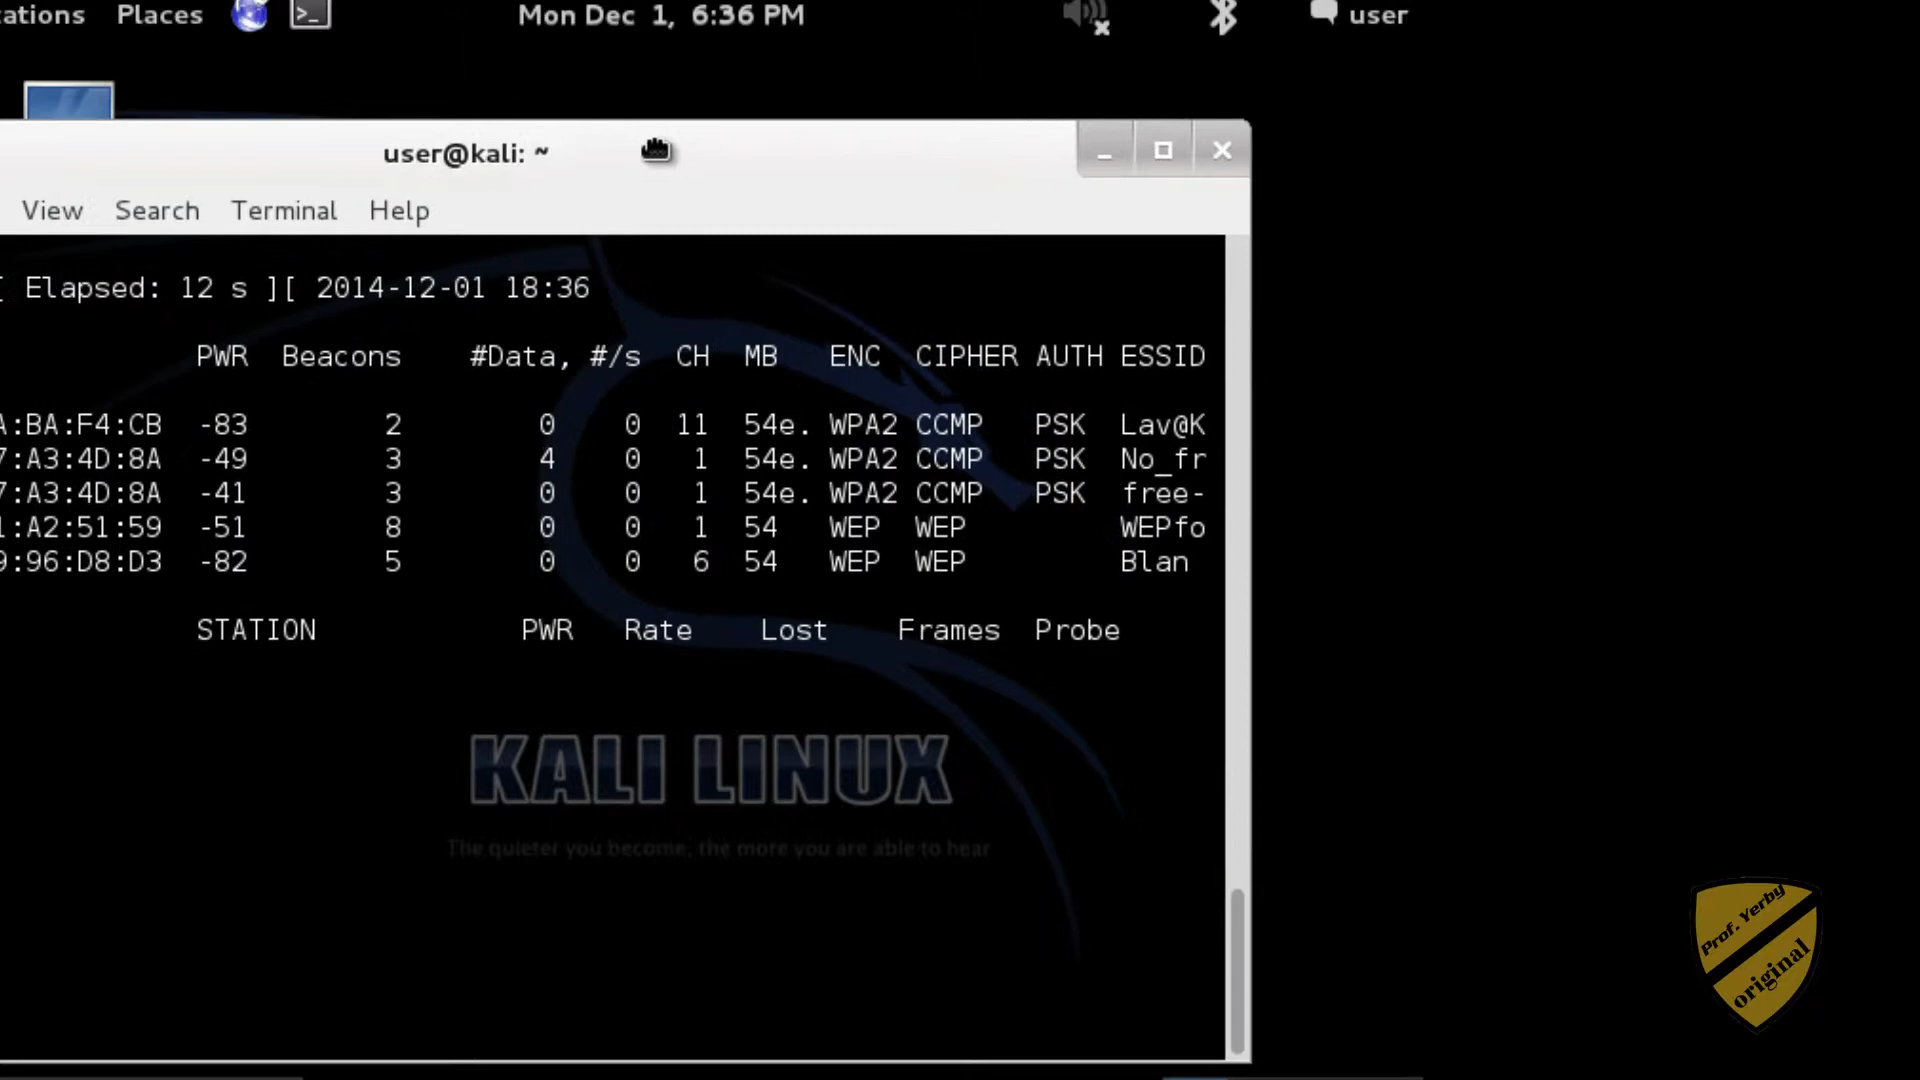 ations Places Mon Dec 1, 6:36 PM user
user@kali: ~
View Search Terminal Help
[ Elapsed: 12 s ][ 2014-12-01 18:36
PWR Beacons #Data, #/s CH MB ENC CIPHER AUTH ESSID
A:BA:F4:CB -83 2 0 0 11 54e. WPA2 CCMP PSK Lav@K
7:A3:4D:8A -49 3 4 0 1 54e. WPA2 CCMP PSK No_fr
7:A3:4D:8A -41 3 0 0 1 54e. WPA2 CCMP PSK free-
1:A2:51:59 -51 8 0 0 1 54 WEP WEP WEPfo
9:96:D8:D3 -82 5 0 0 6 54 WEP WEP Blan
STATION PWR Rate Lost Frames Probe
KALI LINUX
The quieter you become, the more you are able to hear
Prof. Yerby
original